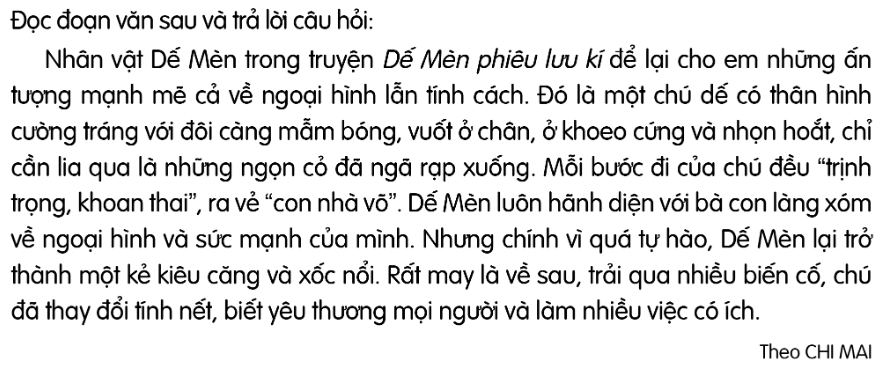 Đọc đoạn văn sau và trả lời câu hỏi:
Nhân vật Dế Mèn trong truyện Dế Mèn phiêu lưu kí để lại cho em những ấn
tượng mạnh mẽ cả về ngoại hình lẫn tính cách. Đó là một chú dế có thân hình
cường tráng với đôi càng mẫm bóng, vuốt ở chân, ở khoeo cứng và nhọn hoắt, chỉ
cần lia qua là những ngọn cỏ đã ngã rạp xuống. Mỗi bước đi của chú đều “trịnh
trọng, khoan thai”, ra vẻ “con nhà võ”. Dế Mèn luôn hãnh diện với bà con làng xóm
về ngoại hình và sức mạnh của mình. Nhưng chính vì quá tự hào, Dế Mèn lại trở
thành một kẻ kiêu căng và xốc nổi. Rất may là về sau, trải qua nhiều biến cố, chú
đã thay đổi tính nết, biết yêu thương mọi người và làm nhiều việc có ích.
Theo CHI MAI